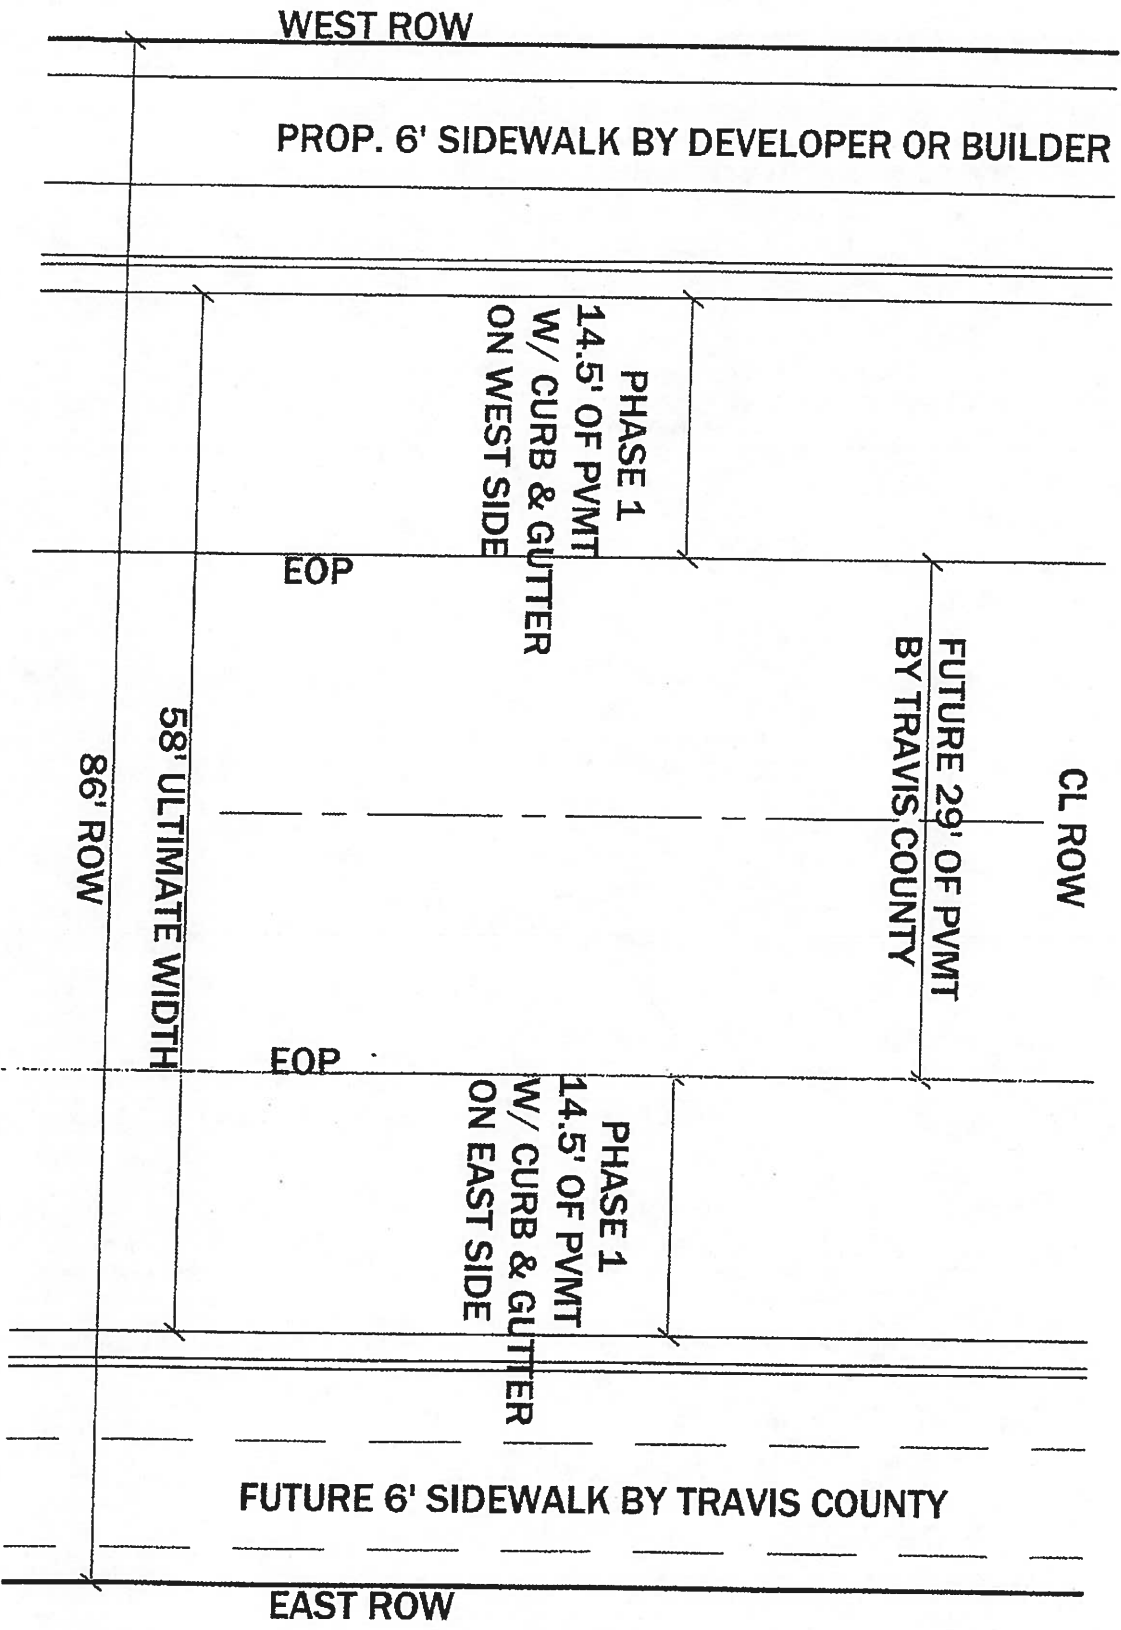 WEST ROW
PROP. 6' SIDEWALK BY DEVELOPER OR BUILDER
PHASE 1
14.5' OF PVMT
W/ CURB & GUTTER
ON WEST SIDE
EOP
FUTURE 29' OF PVMT
BY TRAVIS COUNTY
CL ROW
58' ULTIMATE WIDTH
86' ROW
EOP
PHASE 1
14.5' OF PVMT
W/ CURB & GUTTER
ON EAST SIDE
FUTURE 6' SIDEWALK BY TRAVIS COUNTY
EAST ROW